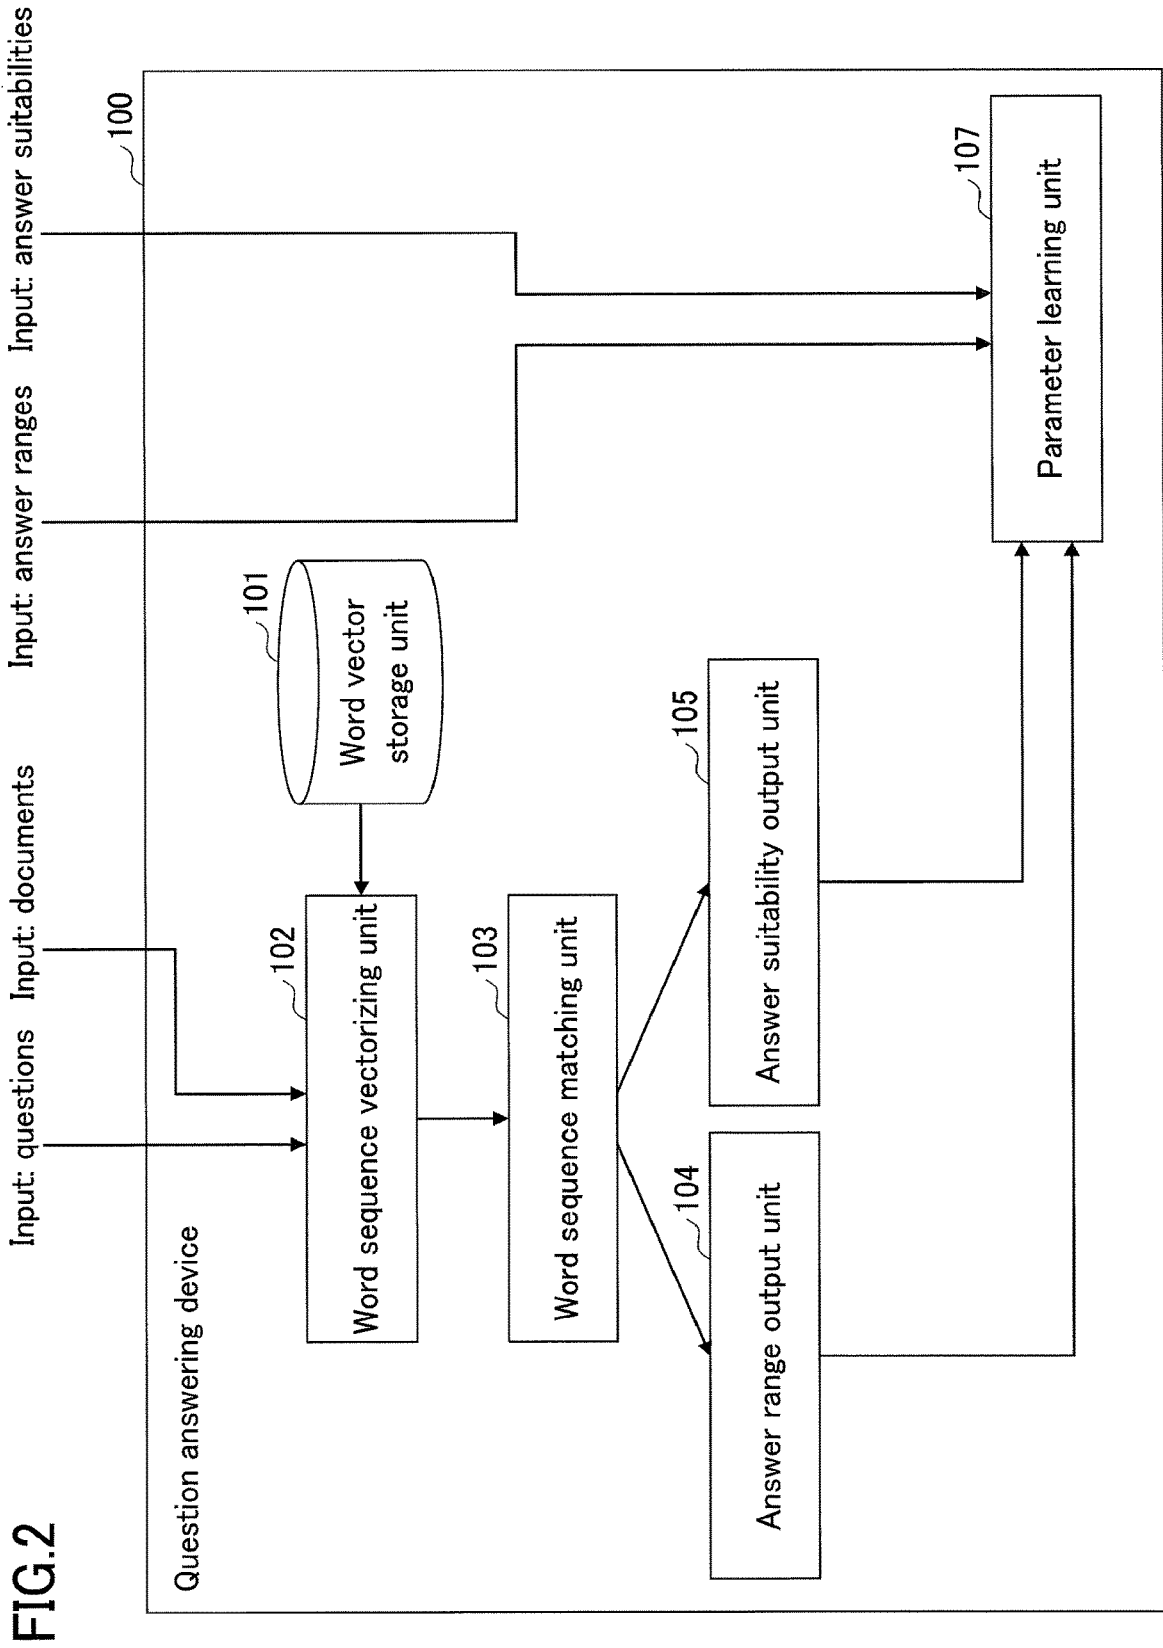 FIG.2
Input: questions
Input: documents
Input: answer ranges
Input: answer suitabilities
100
Question answering device
102
Word sequence vectorizing unit
101
Word vector
storage unit
103
Word sequence matching unit
104
Answer range output unit
105
Answer suitability output unit
107
Parameter learning unit